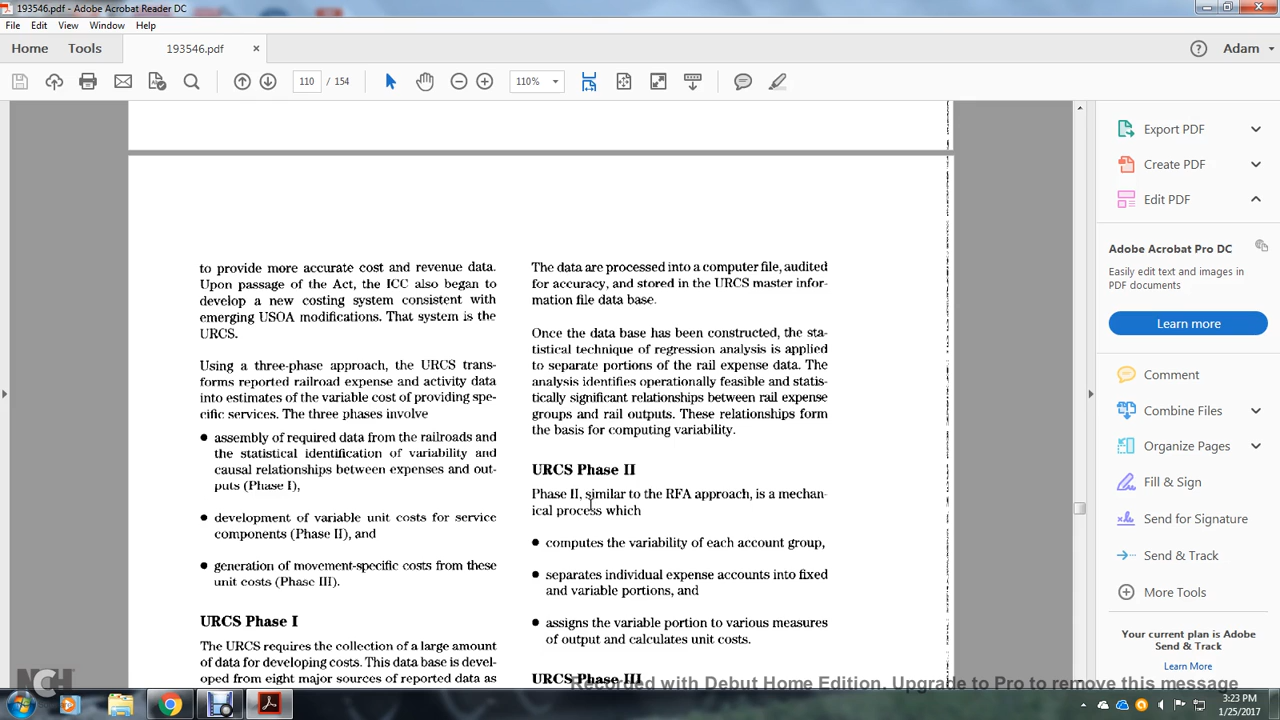 193546.pdf - Adobe Acrobat Reader DC
File Edit View Window Help
Home Tools 193546.pdf × Adam
110 / 154 110%
to provide more accurate cost and revenue data.
Upon passage of the Act, the ICC also began to
develop a new costing system consistent with
emerging USOA modifications. That system is the
URCS.
Using a three-phase approach, the URCS trans-
forms reported railroad expense and activity data
into estimates of the variable cost of providing spe-
cific services. The three phases involve
● assembly of required data from the railroads and
the statistical identification of variability and
causal relationships between expenses and out-
puts (Phase I),
● development of variable unit costs for service
components (Phase II), and
● generation of movement-specific costs from these
unit costs (Phase III).
URCS Phase I
The URCS requires the collection of a large amount
of data for developing costs. This data base is devel-
oped from eight major sources of reported data as
The data are processed into a computer file, audited
for accuracy, and stored in the URCS master infor-
mation file data base.
Once the data base has been constructed, the sta-
tistical technique of regression analysis is applied
to separate portions of the rail expense data. The
analysis identifies operationally feasible and statis-
tically significant relationships between rail expense
groups and rail outputs. These relationships form
the basis for computing variability.
URCS Phase II
Phase II, similar to the RFA approach, is a mechan-
ical process which
● computes the variability of each account group,
● separates individual expense accounts into fixed
and variable portions, and
● assigns the variable portion to various measures
of output and calculates unit costs.
URCS Phase III
Export PDF
Create PDF
Edit PDF
Adobe Acrobat Pro DC
Easily edit text and images in
PDF documents
Learn more
Comment
Combine Files
Organize Pages
Fill & Sign
Send for Signature
Send & Track
More Tools
Your current plan is Adobe
Send & Track
Learn More
NCH
Recorded with Debut Home Edition. Upgrade to Pro to remove this message
3:23 PM
1/25/2017